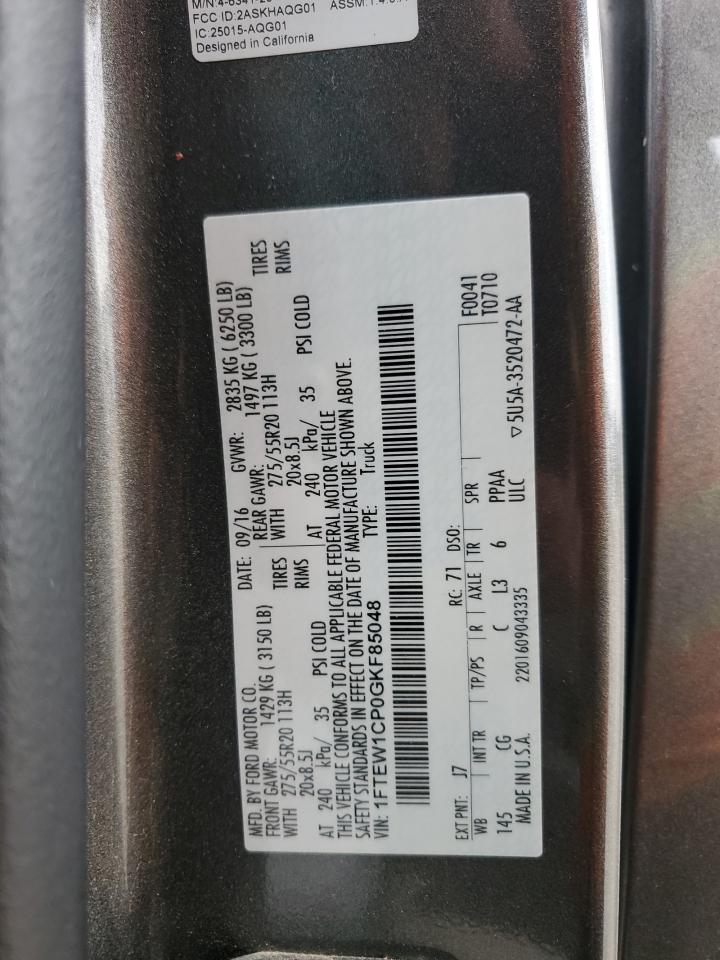 FCC ID:2ASKHAQG01
IC:25015-AQG01
Designed in California
MFD. BY FORD MOTOR CO.
DATE: 09/16 GVWR: 2835 KG ( 6250 LB)
FRONT GAWR: 1429 KG ( 3150 LB) REAR GAWR: 1497 KG ( 3300 LB)
WITH 275/55R20 113H TIRES WITH 275/55R20 113H TIRES
20x8.5J RIMS 20x8.5J RIMS
AT 240 kPa/ 35 PSI COLD AT 240 kPa/ 35 PSI COLD
THIS VEHICLE CONFORMS TO ALL APPLICABLE FEDERAL MOTOR VEHICLE
SAFETY STANDARDS IN EFFECT ON THE DATE OF MANUFACTURE SHOWN ABOVE.
VIN: 1FTEW1CP0GKF85048 TYPE: Truck
EXT PNT: J7 RC: 71 DSO: F0041
WB INT TR TP/PS R AXLE TR SPR T0710
145 CG C L3 6 PPAA
MADE IN U.S.A. 2201609043335 ULC ▽5U5A-3520472-AA